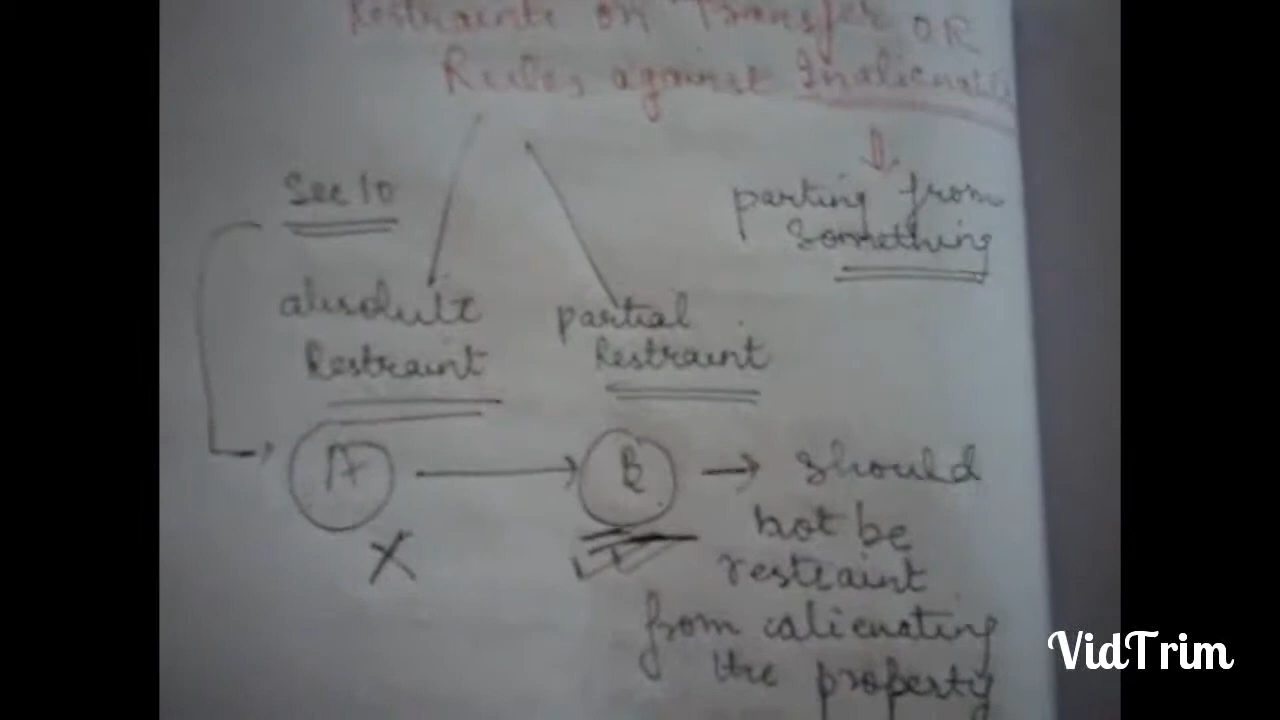 Restraints on Transfer OR
Rules against
Sec 10
parting from
something
absolute
Restraint
partial
Restraint
A
B
should
not be
restraint
from alienating
the property
X
VidTrim